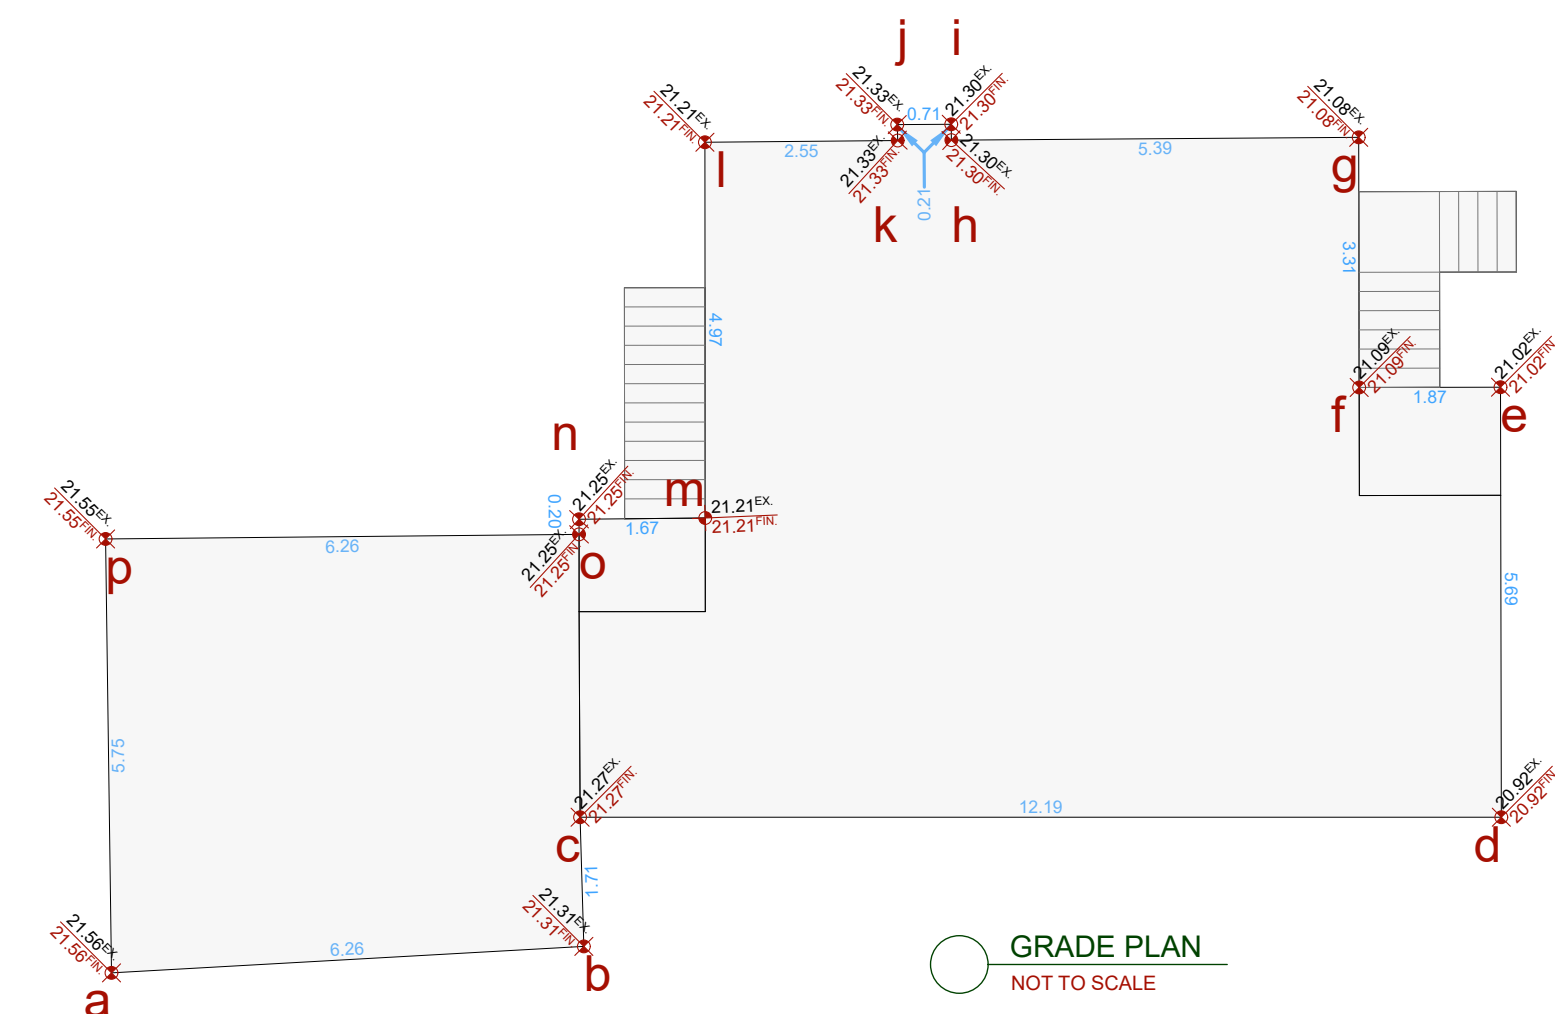 j
i
21.33EX.
21.33FIN
0.71
21.30EX.
21.30FIN.
21.21EX.
21.21FIN.
21.08EX.
21.08FIN
l
2.55
21.33EX.
21.33FIN.
21.30EX.
21.30FIN.
5.39
g
k
0.21
h
3.31
4.97
21.09EX.
21.09FIN.
21.02EX.
21.02FIN
f
1.87
e
n
21.25EX.
21.25FIN.
m
21.21EX.
21.21FIN.
0.20
1.67
21.55EX.
21.55FIN.
p
6.26
21.25EX.
21.25FIN.
o
5.69
5.75
21.27EX.
21.27FIN.
c
12.19
20.92EX.
20.92FIN
d
1.71
21.31EX.
21.31FIN
b
21.56EX.
21.56FIN.
6.26
a
GRADE PLAN
NOT TO SCALE